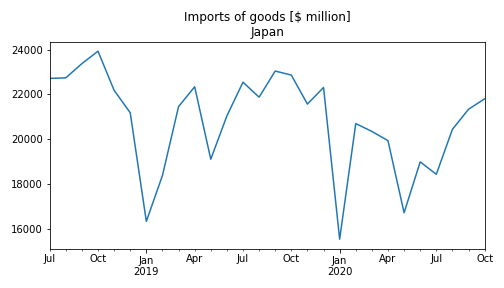 Imports of goods [$ million]
Japan
24000
22000
20000
18000
16000
Jul
Oct
Jan
2019
Apr
Jul
Oct
Jan
2020
Apr
Jul
Oct